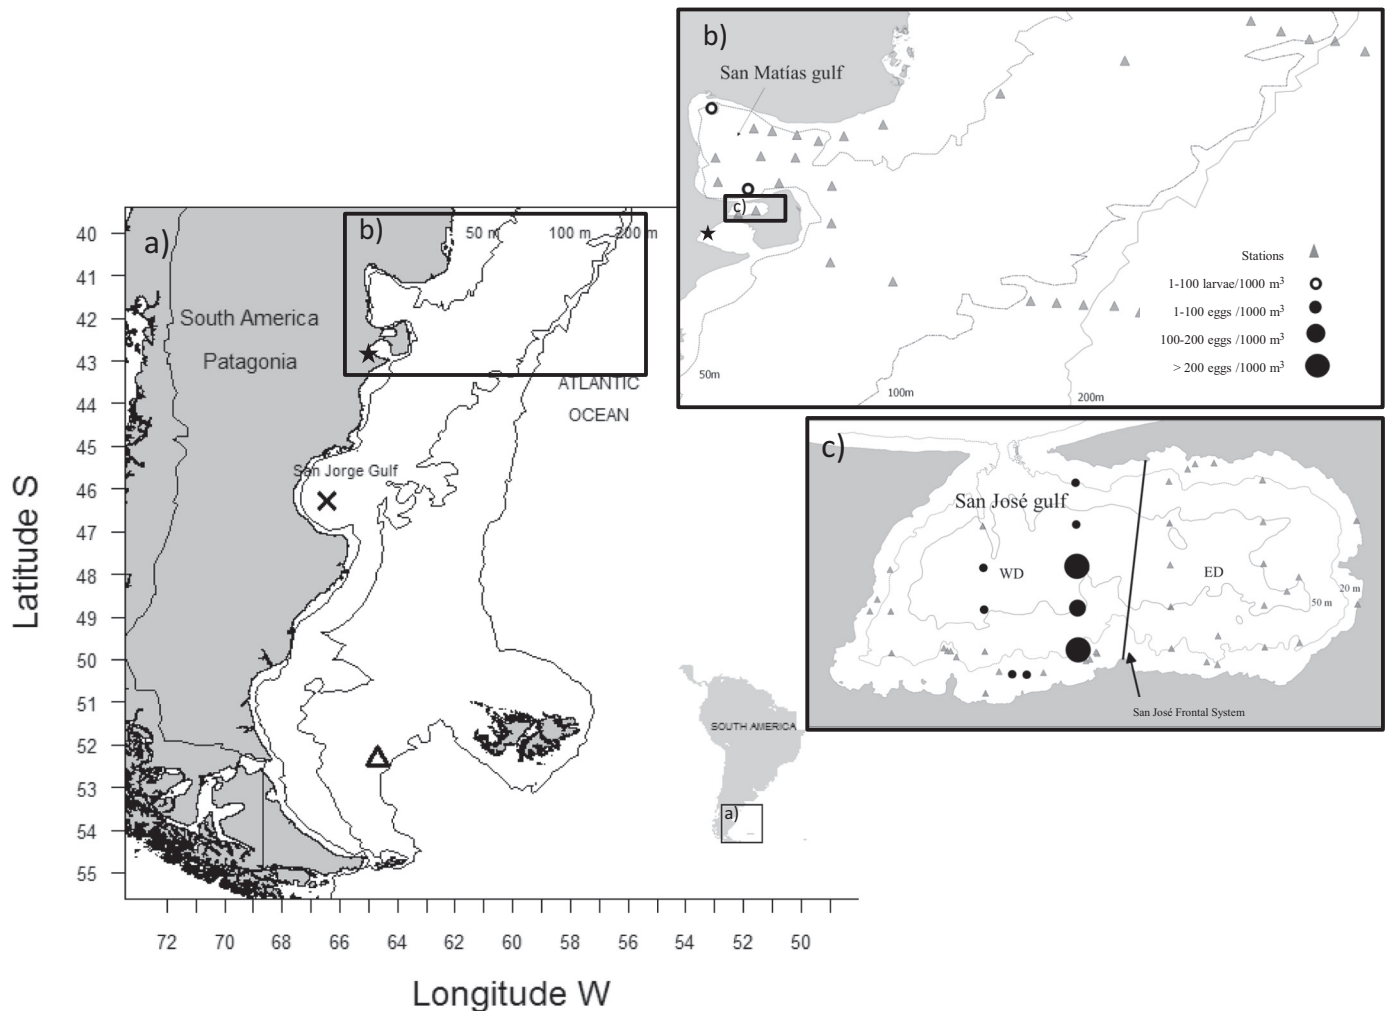 a)
b)
50 m
100 m
200 m
South America
Patagonia
ATLANTIC
OCEAN
San Jorge Gulf
40
41
42
43
44
45
46
47
48
49
50
51
52
53
54
55
Latitude S
72
70
68
66
64
62
60
58
56
54
52
50
Longitude W
SOUTH AMERICA
a)
b)
San Matías gulf
c)
Stations
1-100 larvae/1000 m³
1-100 eggs /1000 m³
100-200 eggs /1000 m³
> 200 eggs /1000 m³
50m
100m
200m
c)
San José gulf
WD
ED
20 m
50 m
San José Frontal System